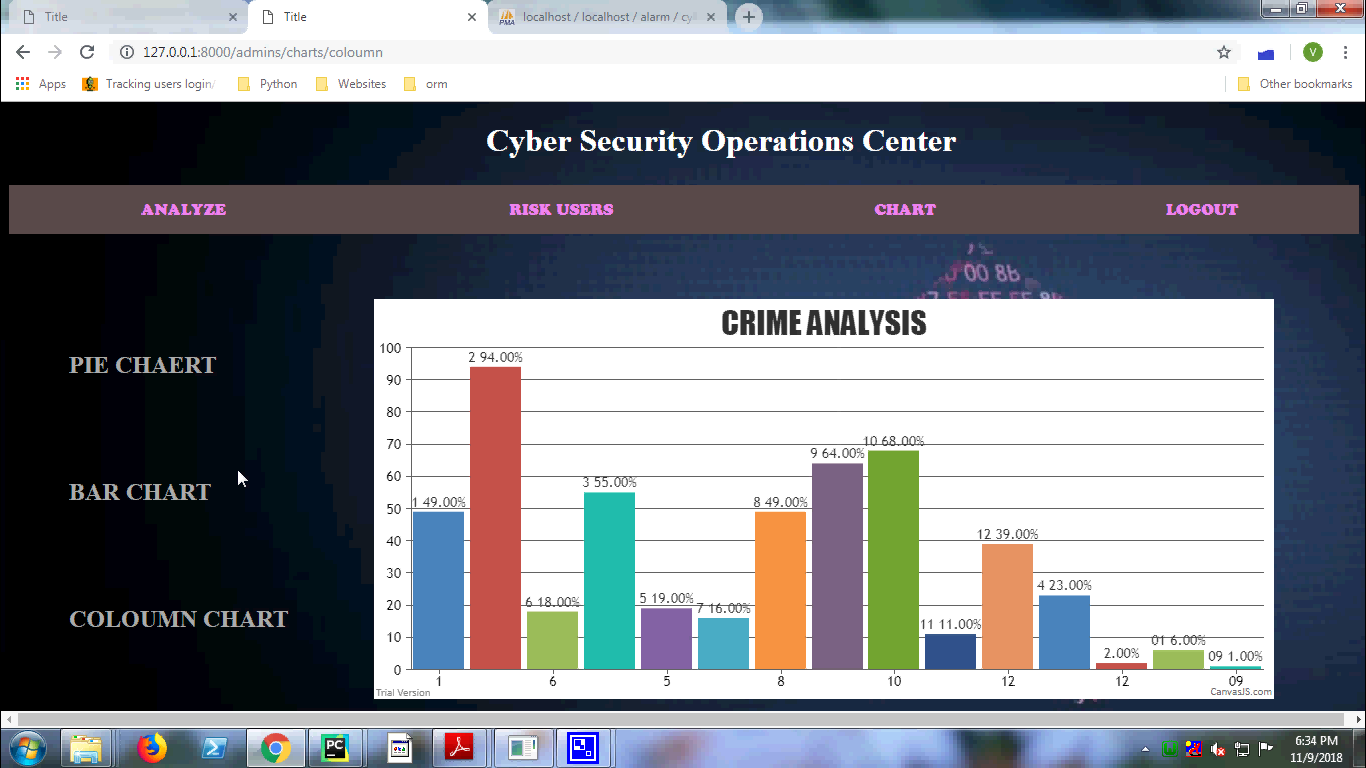 Title
Title
localhost / localhost / alarm / cyl
127.0.0.1:8000/admins/charts/coloumn
V
Apps
Tracking users login/
Python
Websites
orm
Other bookmarks
Cyber Security Operations Center
ANALYZE
RISK USERS
CHART
LOGOUT
00 8B
PIE CHAERT
BAR CHART
COLOUMN CHART
CRIME ANALYSIS
100
90
80
70
60
50
40
30
20
10
0
1 49.00%
2 94.00%
6 18.00%
3 55.00%
5 19.00%
7 16.00%
8 49.00%
9 64.00%
10 68.00%
11 11.00%
12 39.00%
4 23.00%
2.00%
01 6.00%
09 1.00%
1
6
5
8
10
12
12
09
Trial Version
CanvasJS.com
PMA
PC
6:34 PM
11/9/2018